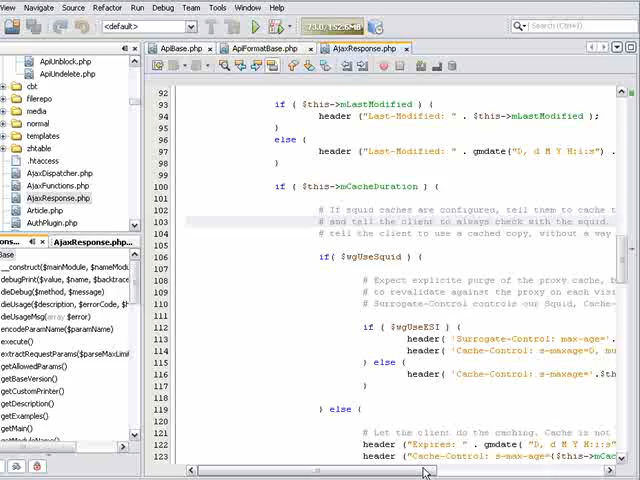 View Navigate Source Refactor Run Debug Team Tools Window Help
<default>
73.0/152.6MB
Search (Ctrl+I)
ApiBase.php
ApiFormatBase.php
AjaxResponse.php
ApiUnblock.php
ApiUndelete.php
cbt
filerepo
media
normal
templates
zhtable
.htaccess
AjaxDispatcher.php
AjaxFunctions.php
AjaxResponse.php
Article.php
AuthPlugin.php
AjaxResponse.php...
Base
__construct($mainModule, $nameModu
debugPrint($value, $name, $backtrace
dieDebug($method, $message)
dieUsage($description, $errorCode, $h
dieUsageMsg(array $error)
encodeParamName($paramName)
execute()
extractRequestParams($parseMaxLimi
getAllowedParams()
getBaseVersion()
getCustomPrinter()
getDescription()
getExamples()
getMain()
92
93 if ( $this->mLastModified ) {
94 header ("Last-Modified: " . $this->mLastModified );
95 }
96 else {
97 header ("Last-Modified: " . gmdate("D, d M Y H:i:s") .
98 }
99
100 if ( $this->mCacheDuration ) {
101
102 # If squid caches are configured, tell them to cache t
103 # and tell the client to always check with the squid.
104 # tell the client to use a cached copy, without a way
105
106 if( $wgUseSquid ) {
107
108 # Expect explicite purge of the proxy cache, b
109 # to revalidate against the proxy on each visi
110 # Surrogate-Control controls our Squid, Cache-
111
112 if ( $wgUseESI ) {
113 header( 'Surrogate-Control: max-age='.
114 header( 'Cache-Control: s-maxage=0, mu
115 } else {
116 header( 'Cache-Control: s-maxage='.$th
117 }
118
119 } else {
120
121 # Let the client do the caching. Cache is not
122 header ("Expires: " . gmdate( "D, d M Y H:i:s"
123 header ("Cache-Control: s-max-age={$this->mCac